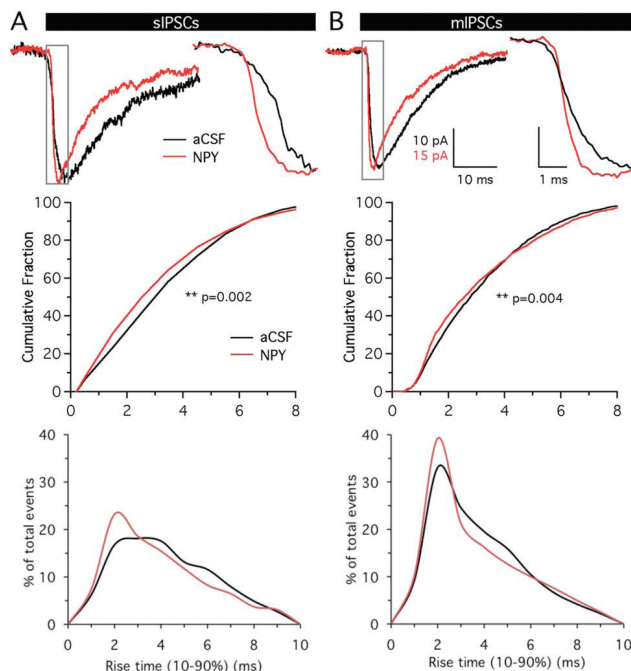 A
sIPSCs
aCSF
NPY
100
80
60
40
20
0
Cumulative Fraction
** p=0.002
aCSF
NPY
0 2 4 6 8
40
30
20
10
0
% of total events
0 2 4 6 8 10
Rise time (10-90%) (ms)
B
mIPSCs
10 pA
15 pA
10 ms
1 ms
100
80
60
40
20
0
Cumulative Fraction
** p=0.004
0 2 4 6 8
40
30
20
10
0
% of total events
0 2 4 6 8 10
Rise time (10-90%) (ms)